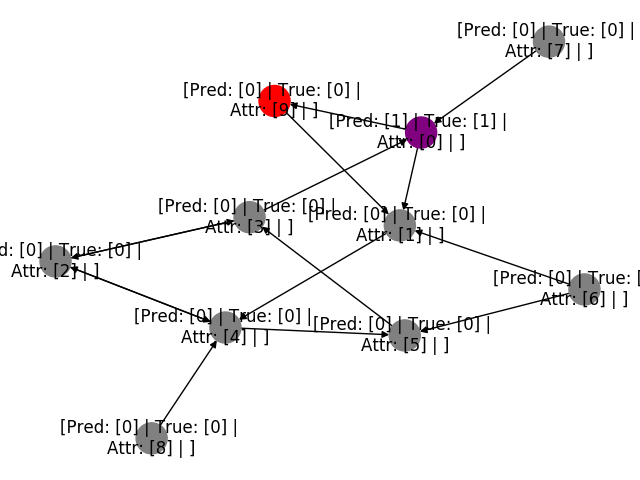 [Pred: [0] | True: [0] |
Attr: [7] | ]
[Pred: [0] | True: [0] |
Attr: [9] | ]
[Pred: [1] | True: [1] |
Attr: [0] | ]
[Pred: [0] | True: [0] |
Attr: [3] | ]
[Pred: [0] | True: [0] |
Attr: [1] | ]
d: [0] | True: [0] |
Attr: [2] | ]
[Pred: [0] | True: [
Attr: [6] | ]
[Pred: [0] | True: [0] |
Attr: [4] | ]
[Pred: [0] | True: [0] |
Attr: [5] | ]
[Pred: [0] | True: [0] |
Attr: [8] | ]